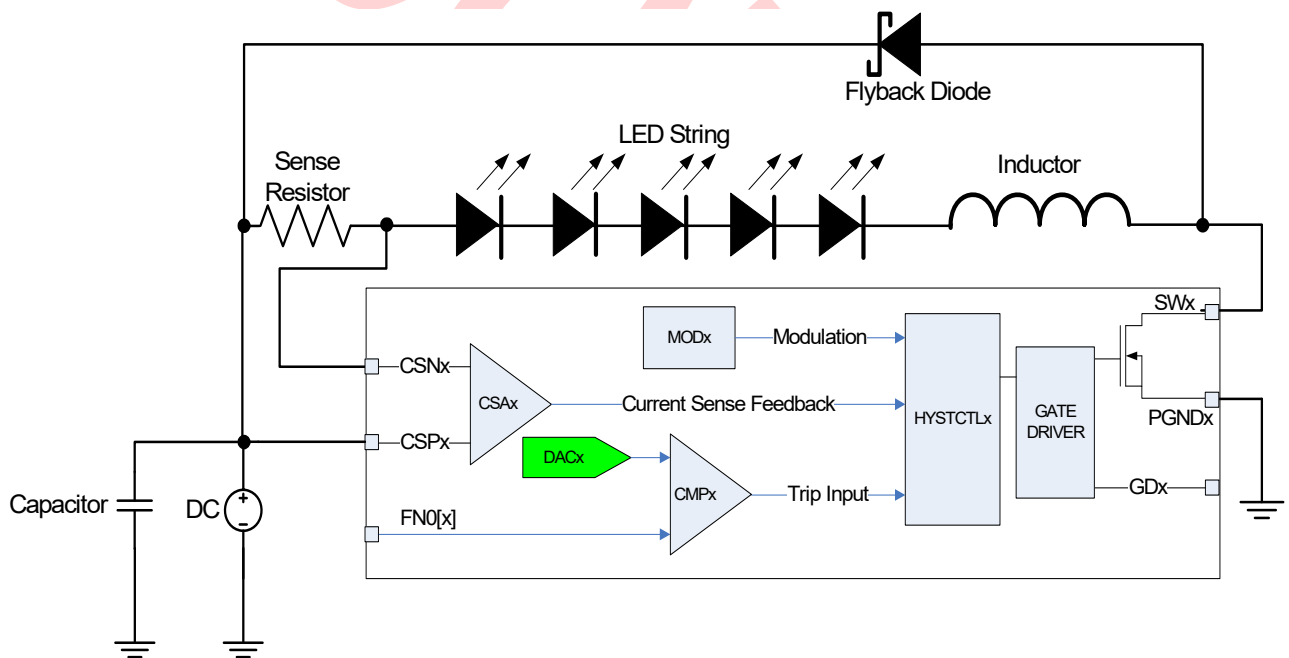 Flyback Diode
LED String
Sense
Resistor
Inductor
SWx
MODx
Modulation
CSNx
CSAx
Current Sense Feedback
HYSTCTLx
GATE
DRIVER
PGNDx
CSPx
DACx
CMPx
Trip Input
GDx
Capacitor
DC
+
-
FN0[x]